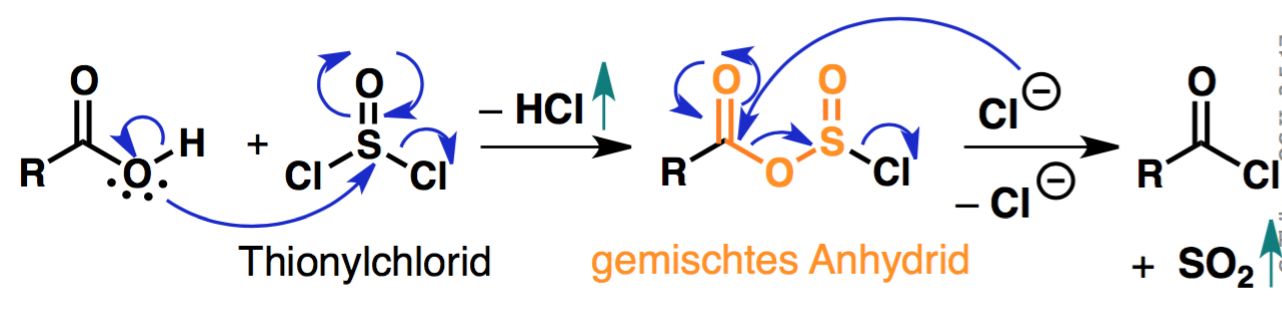 O O O O O
R O H + Cl S Cl – HCl R O S Cl Cl⊖ – Cl⊖ R Cl
Thionylchlorid gemischtes Anhydrid + SO₂